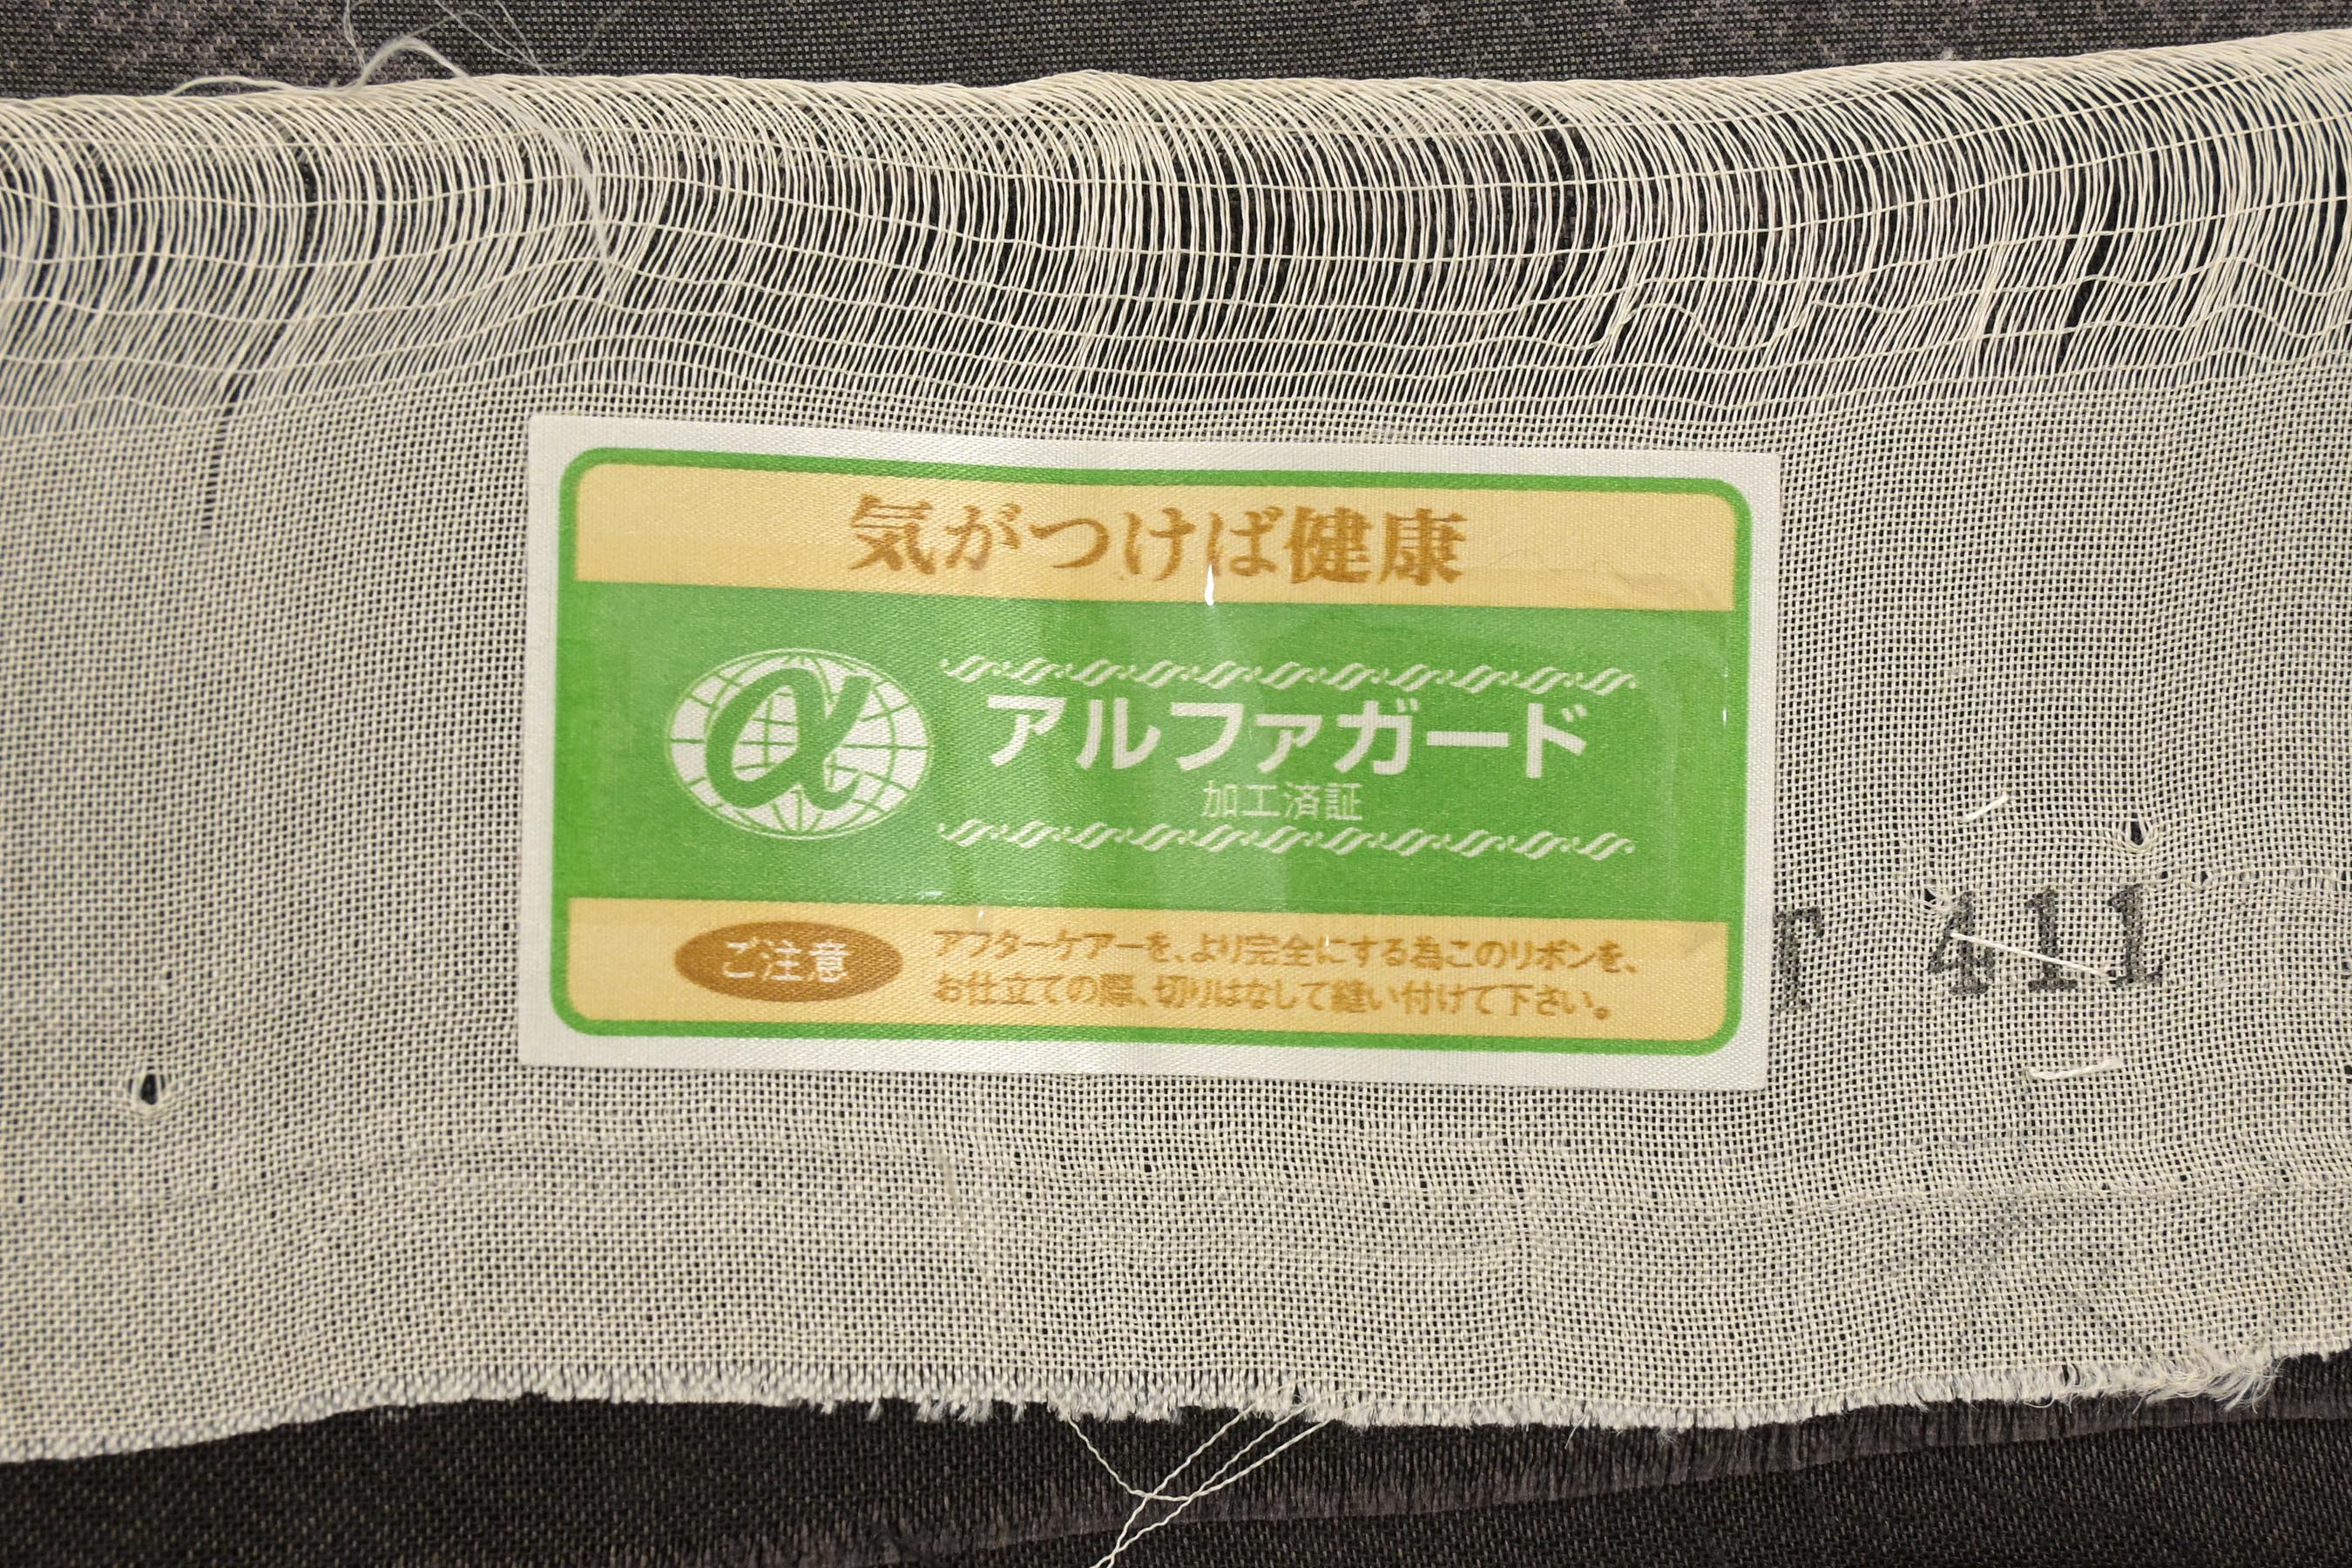 気がつけば健康
α
アルファガード
加工済証
ご注意
アフターケアーを、より完全にする為このリボンを、
お仕立ての際、切りはなして縫い付けて下さい。
T 411